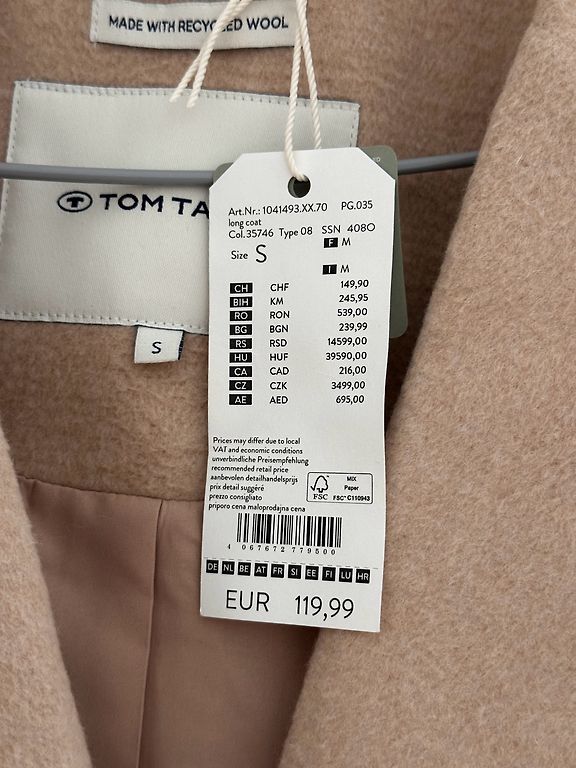 MADE WITH RECYCLED WOOL
TOM TA
S
Art.Nr.: 1041493.XX.70 PG.035
long coat
Col.35746 Type 08 SSN 408O
Size S
F M
I M
CH CHF 149,90
BIH KM 245,95
RO RON 539,00
BG BGN 239,99
RS RSD 14599,00
HU HUF 39590,00
CA CAD 216,00
CZ CZK 3499,00
AE AED 695,00
Prices may differ due to local
VAT and economic conditions
unverbindliche Preisempfehlung
recommended retail price
aanbevolen detailhandelsprijs
prix detail suggéré
prezzo consigliato
priporo cena maloprodajna cena
FSC
MIX
Paper
FSC® C110943
4 067672 779500
DE NL BE AT FR SI EE FI LU HR
EUR 119,99